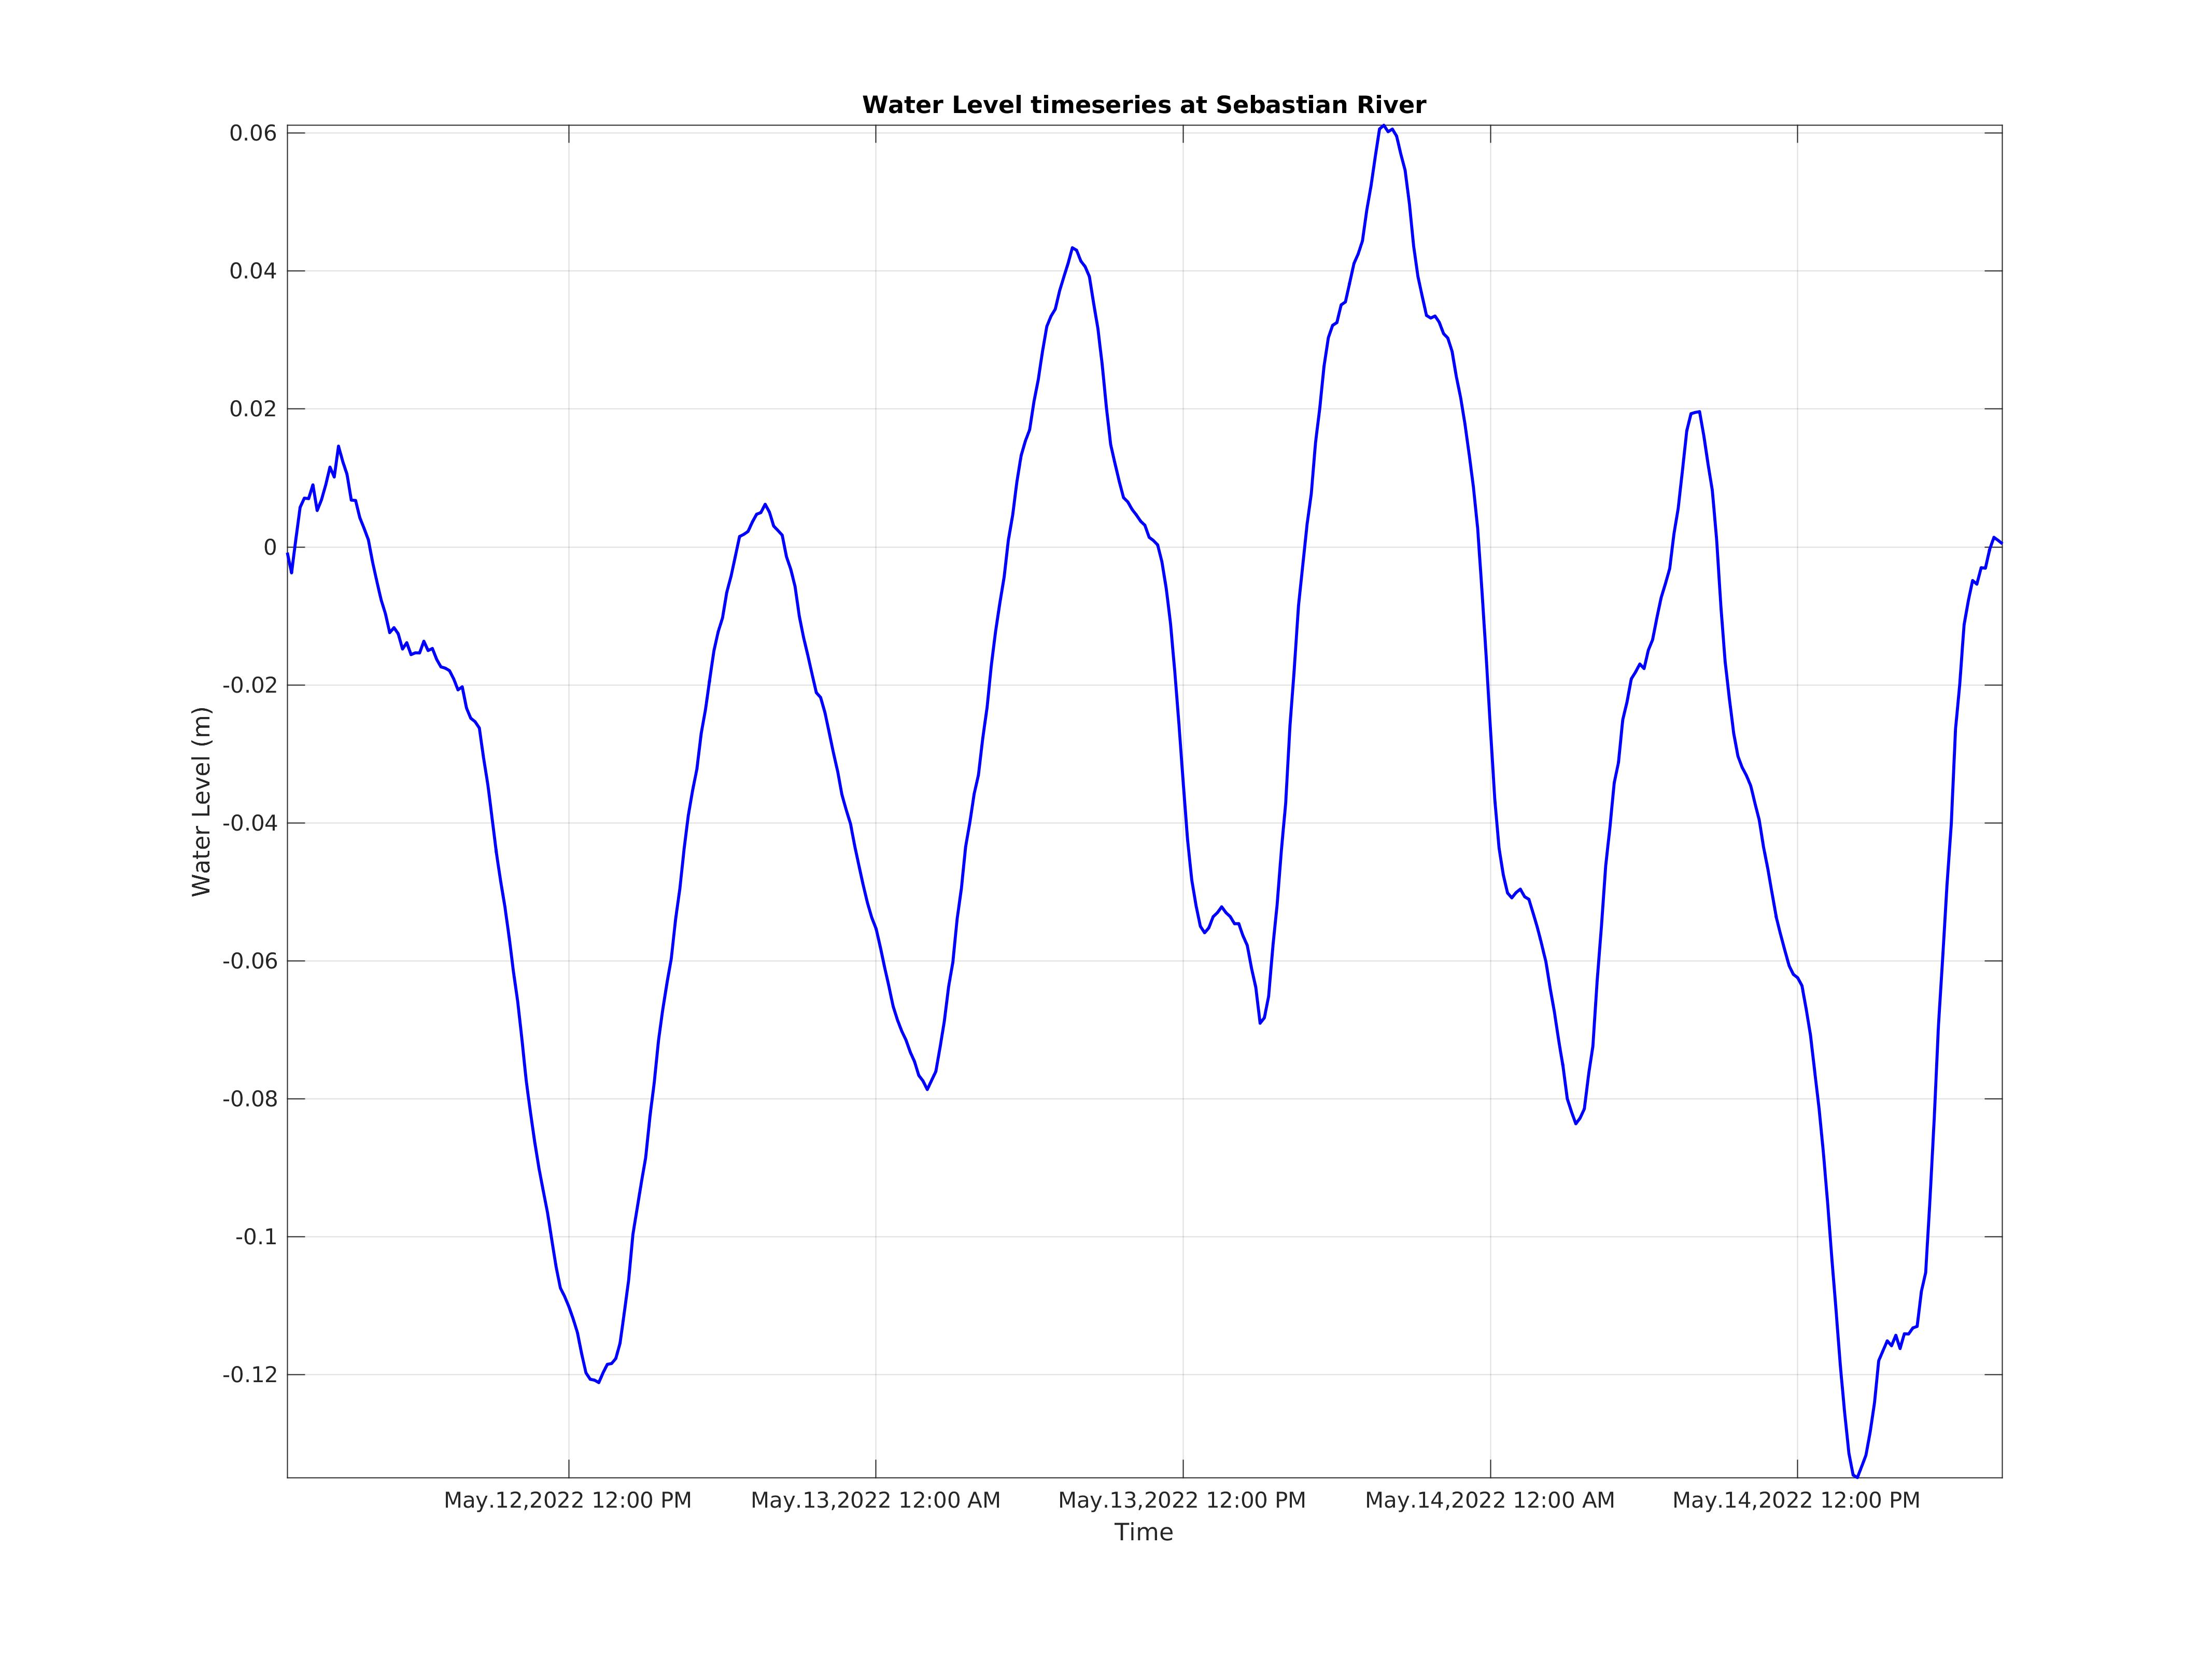 Water Level timeseries at Sebastian River
0.06
0.04
0.02
0
-0.02
-0.04
-0.06
-0.08
-0.1
-0.12
Water Level (m)
May.12,2022 12:00 PM
May.13,2022 12:00 AM
May.13,2022 12:00 PM
May.14,2022 12:00 AM
May.14,2022 12:00 PM
Time